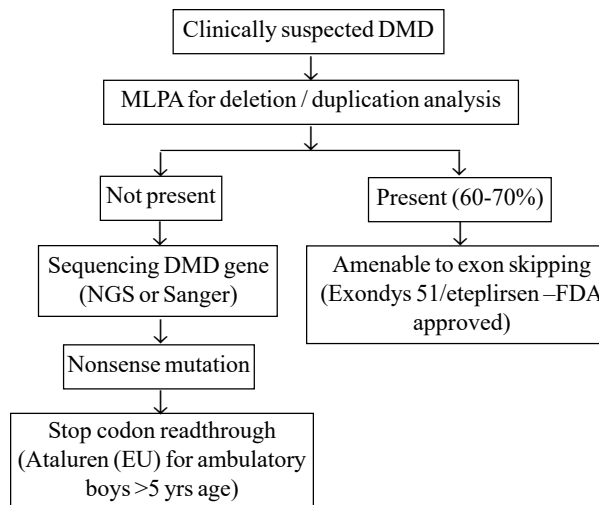 Clinically suspected DMD
MLPA for deletion / duplication analysis
Not present
Present (60-70%)
Sequencing DMD gene
(NGS or Sanger)
Amenable to exon skipping
(Exondys 51/eteplirsen –FDA
approved)
Nonsense mutation
Stop codon readthrough
(Ataluren (EU) for ambulatory
boys >5 yrs age)